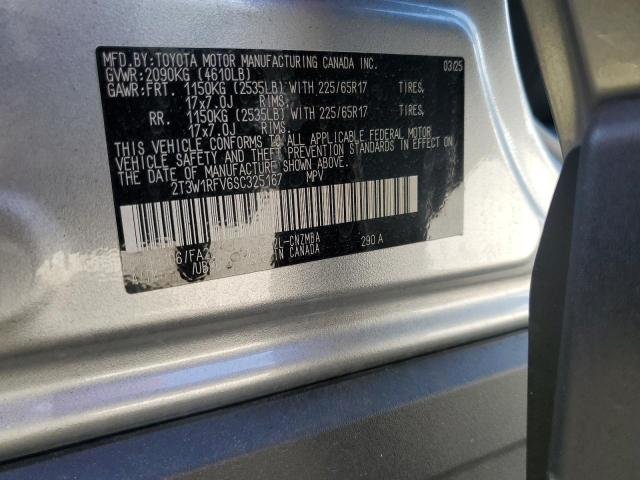 MFD.BY:TOYOTA MOTOR MANUFACTURING CANADA INC. 03/25
GVWR:2090KG (4610LB)
GAWR:FRT. 1150KG (2535LB) WITH 225/65R17 TIRES,
17x7.0J RIMS,
RR. 1150KG (2535LB) WITH 225/65R17 TIRES,
17x7.0J RIMS,
THIS VEHICLE CONFORMS TO ALL APPLICABLE FEDERAL MOTOR
VEHICLE SAFETY AND THEFT PREVENTION STANDARDS IN EFFECT ON
THE DATE OF MANUFACTURE SHOWN ABOVE.
2T3W1RFV6SC325167 MPV
L-CNZMBA 290 A
IN CANADA